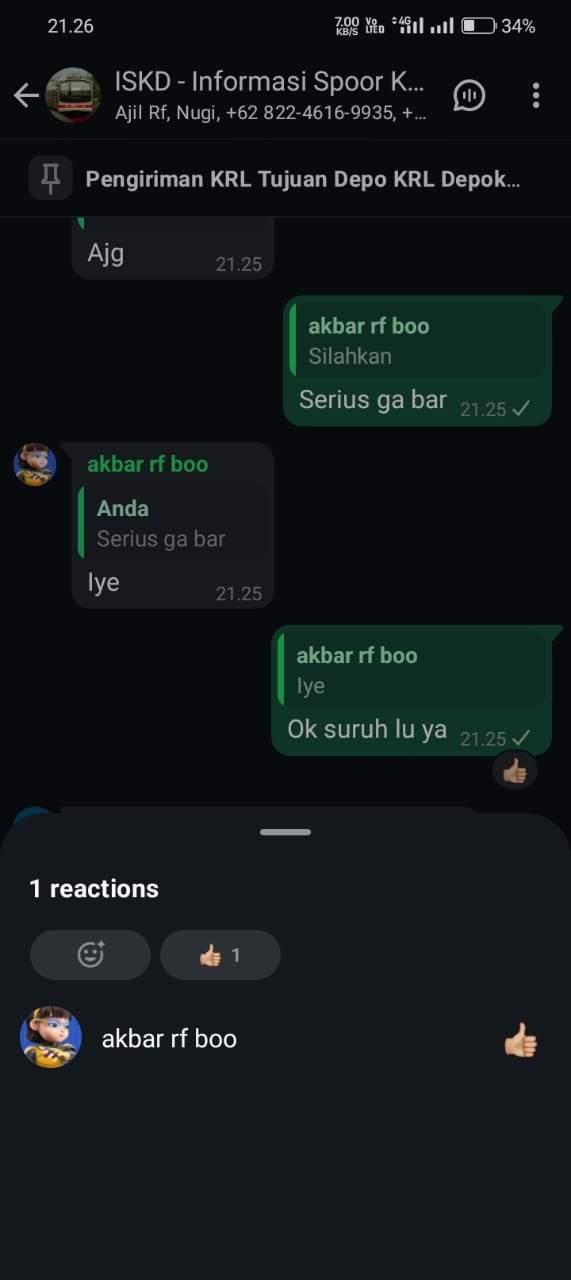 21.26
7.00 KB/S Vo LTED 4G 34%
ISKD - Informasi Spoor K...
Ajil Rf, Nugi, +62 822-4616-9935, +...
Pengiriman KRL Tujuan Depo KRL Depok...
Ajg
21.25
akbar rf boo
Silahkan
Serius ga bar 21.25
akbar rf boo
Anda
Serius ga bar
Iye
21.25
akbar rf boo
Iye
Ok suruh lu ya 21.25
1 reactions
1
akbar rf boo